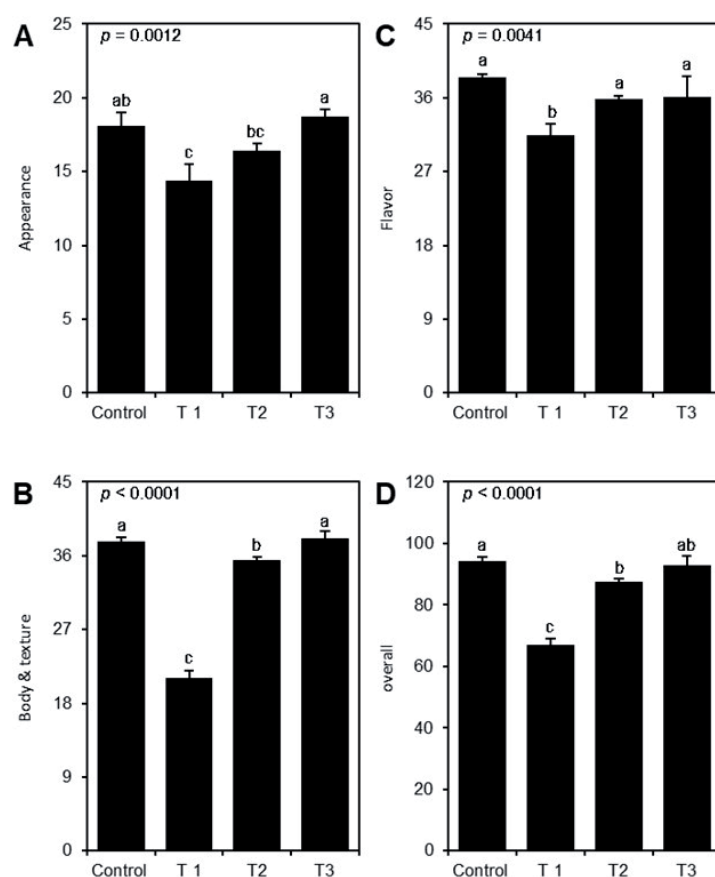 A
p = 0.0012
Appearance
25
20
15
10
5
0
ab
c
bc
a
Control T 1 T2 T3
C
p = 0.0041
Flavor
45
36
27
18
9
0
a
b
a
a
Control T 1 T2 T3
B
p < 0.0001
Body & texture
45
36
27
18
9
0
a
c
b
a
Control T 1 T2 T3
D
p < 0.0001
overall
120
100
80
60
40
20
0
a
c
b
ab
Control T 1 T2 T3